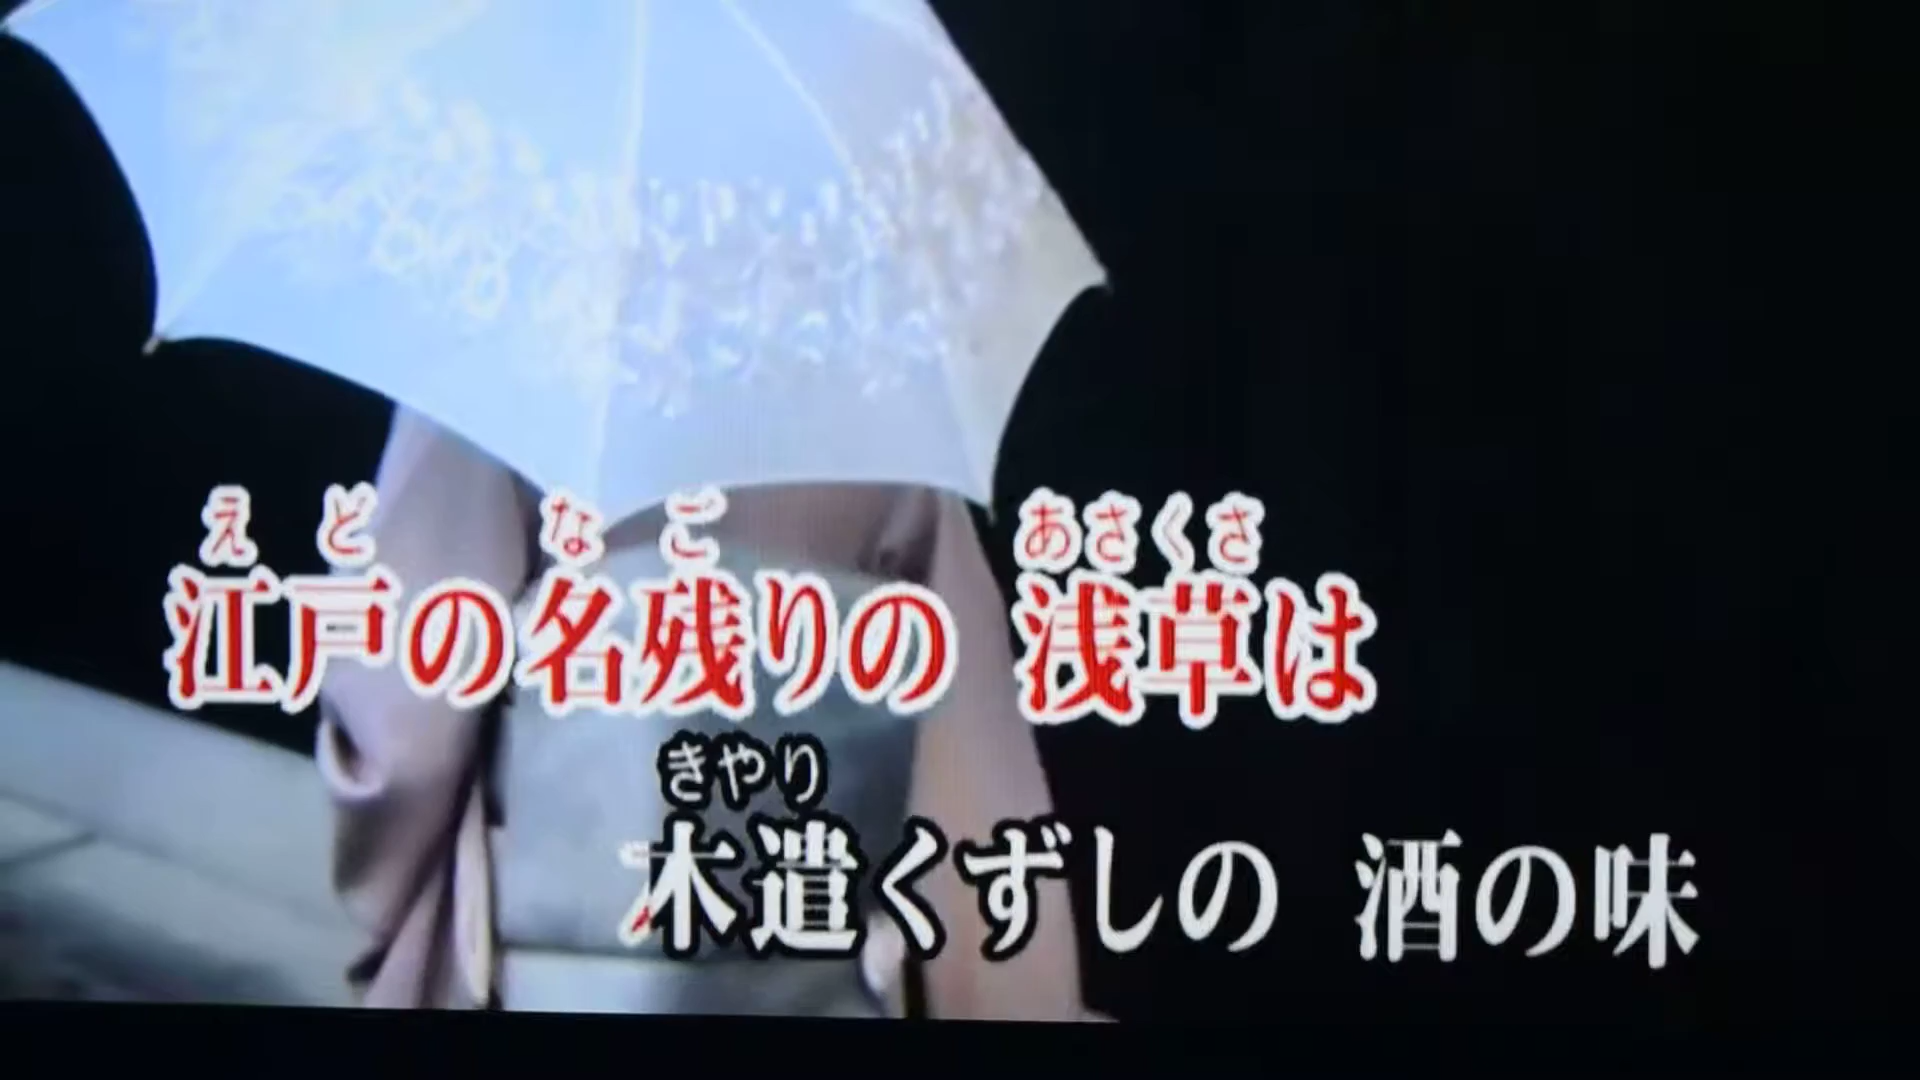 えど なご あさくさ
江戸の名残りの 浅草は
きやり
木遣くずしの 酒の味